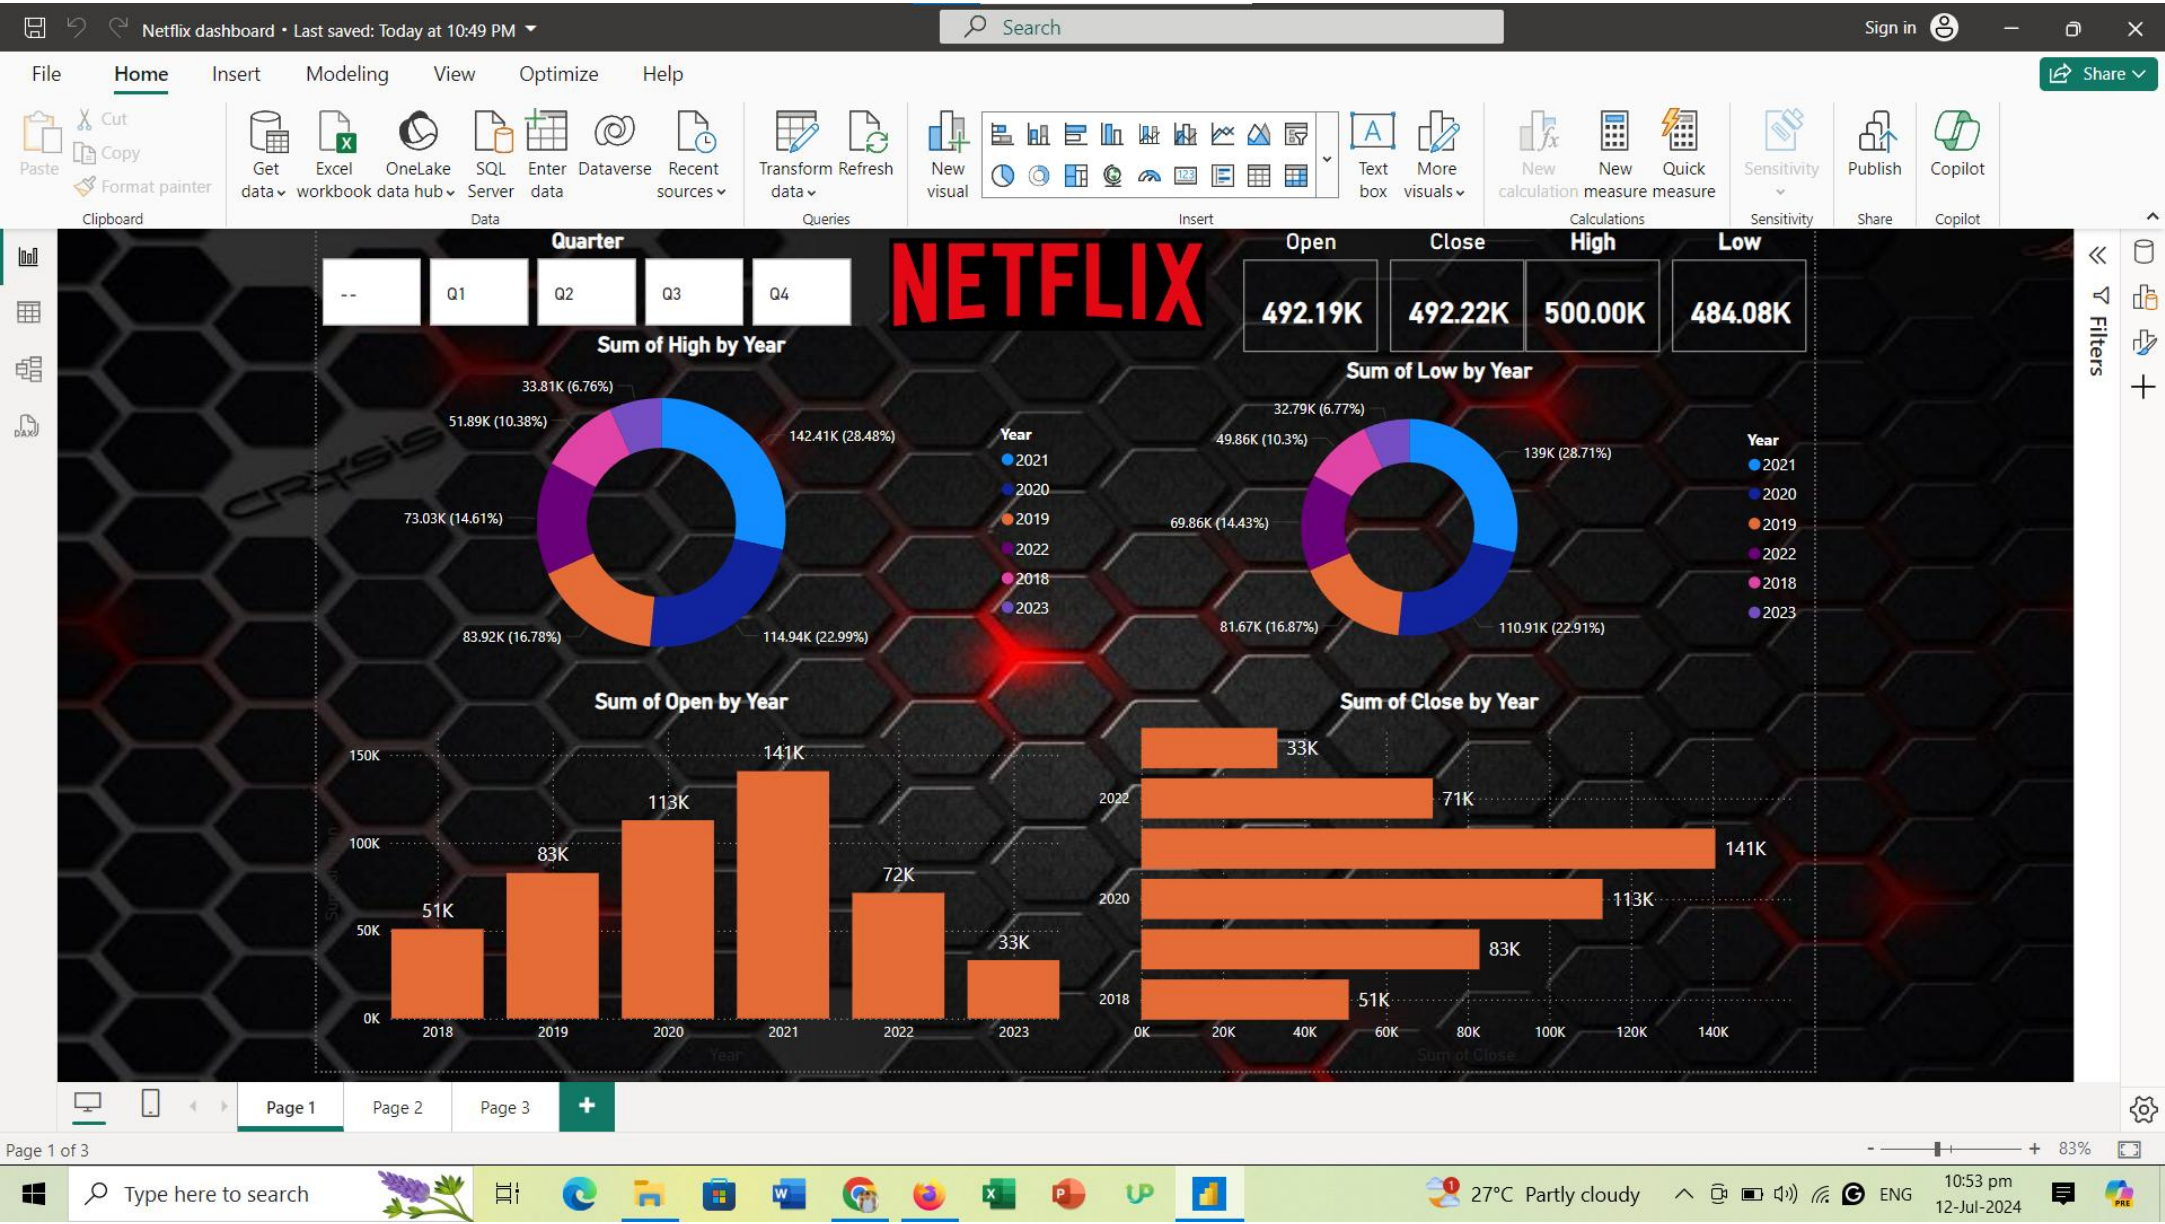 Netflix dashboard • Last saved: Today at 10:49 PM
Search
Sign in
File Home Insert Modeling View Optimize Help
Share
Paste
Cut
Copy
Format painter
Clipboard
Get data
Excel workbook
OneLake data hub
SQL Server
Enter data
Dataverse
Recent sources
Data
Transform data
Refresh
Queries
New visual
123
A
Text box
More visuals
Insert
New calculation
New measure
Quick measure
Calculations
Sensitivity
Sensitivity
Publish
Share
Copilot
Copilot
DAX
Quarter
-- Q1 Q2 Q3 Q4
NETFLIX
Open Close High Low
492.19K 492.22K 500.00K 484.08K
Filters
CRYSIS
Sum of High by Year
33.81K (6.76%)
51.89K (10.38%)
142.41K (28.48%)
73.03K (14.61%)
83.92K (16.78%)
114.94K (22.99%)
Year
2021
2020
2019
2022
2018
2023
Sum of Low by Year
32.79K (6.77%)
49.86K (10.3%)
139K (28.71%)
69.86K (14.43%)
81.67K (16.87%)
110.91K (22.91%)
Year
2021
2020
2019
2022
2018
2023
Sum of Open by Year
150K
100K
50K
0K
51K
83K
113K
141K
72K
33K
2018 2019 2020 2021 2022 2023
Year
Sum of Close by Year
33K
2022 71K
141K
2020 113K
83K
2018 51K
0K 20K 40K 60K 80K 100K 120K 140K
Sum of Close
Page 1 Page 2 Page 3 +
Page 1 of 3
- + 83%
Type here to search
27°C Partly cloudy
ENG
10:53 pm
12-Jul-2024
PRE